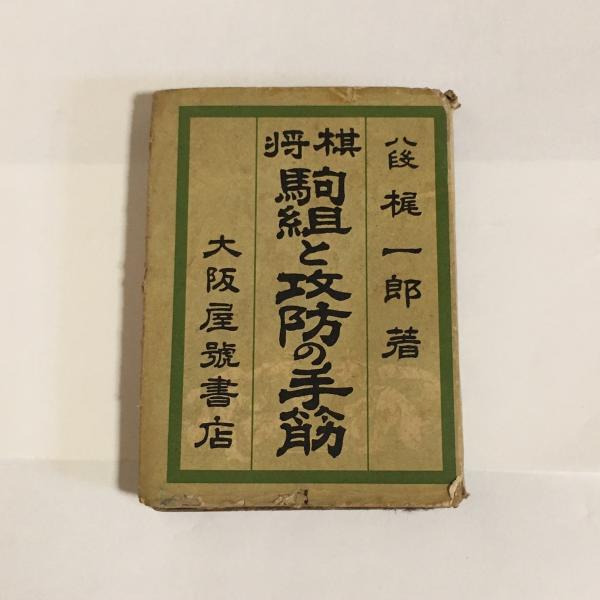 八段 梶一郎著
将棋
駒組と攻防の手筋
大阪屋號書店